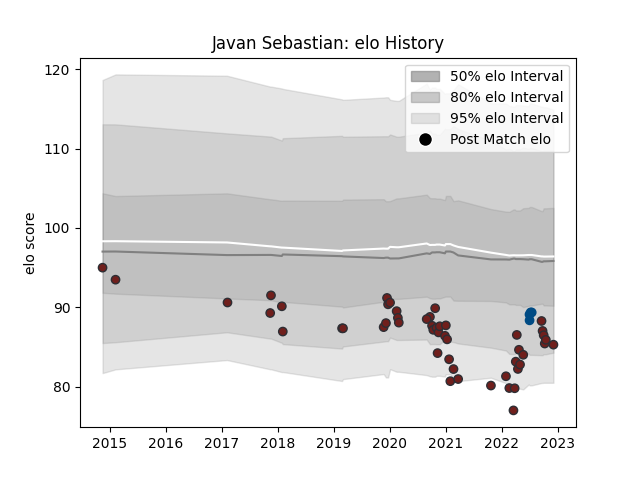 Javan Sebastian: elo History
50% elo Interval
80% elo Interval
95% elo Interval
Post Match elo
elo score
120
110
100
90
80
2015 2016 2017 2018 2019 2020 2021 2022 2023